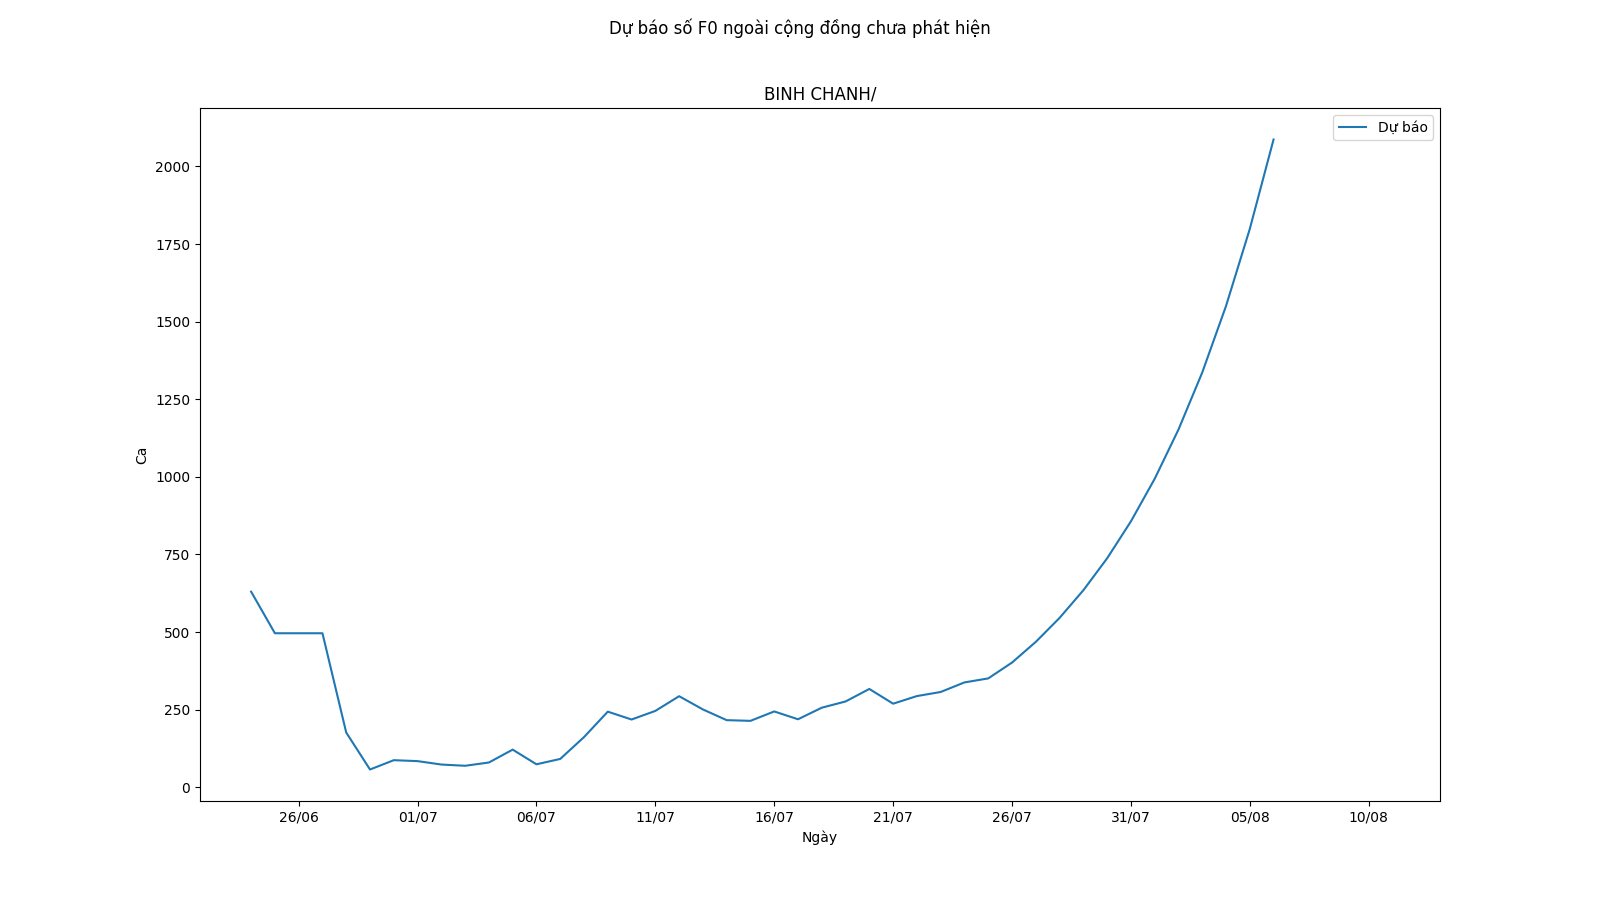 Dự báo số F0 ngoài cộng đồng chưa phát hiện
BINH CHANH/
Dự báo
2000
1750
1500
1250
1000
750
500
250
0
Ca
26/06 01/07 06/07 11/07 16/07 21/07 26/07 31/07 05/08 10/08
Ngày